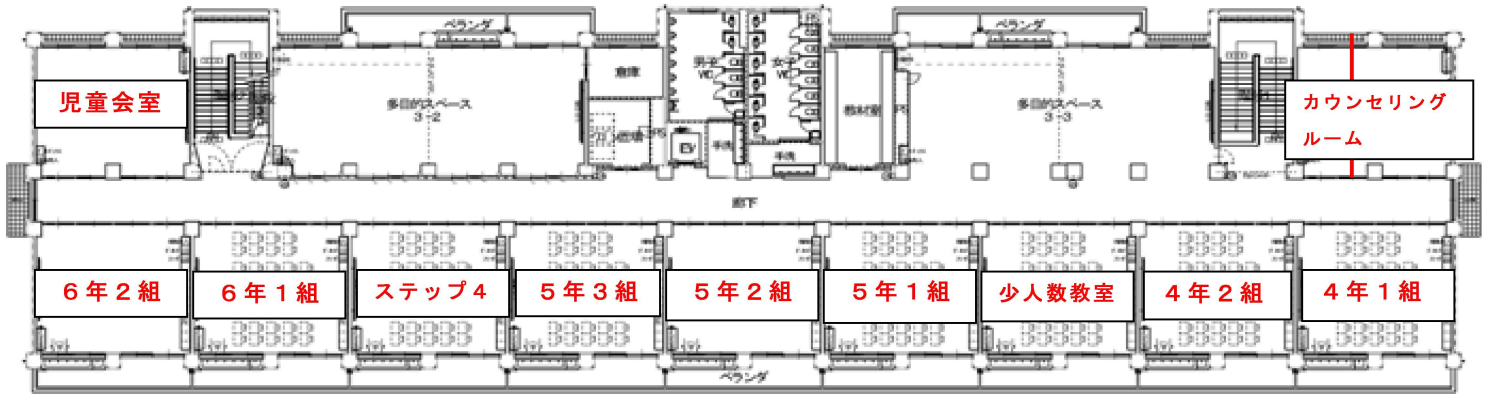 ベランダ
ベランダ
児童会室
多目的スペース
3-2
倉庫
男子
WC
女子
WC
PS
教材室
PS
多目的スペース
3-3
カウンセリング
ルーム
PS
EV
手洗
手洗
廊下
6年2組
6年1組
ステップ4
5年3組
5年2組
5年1組
少人数教室
4年2組
4年1組
ベランダ